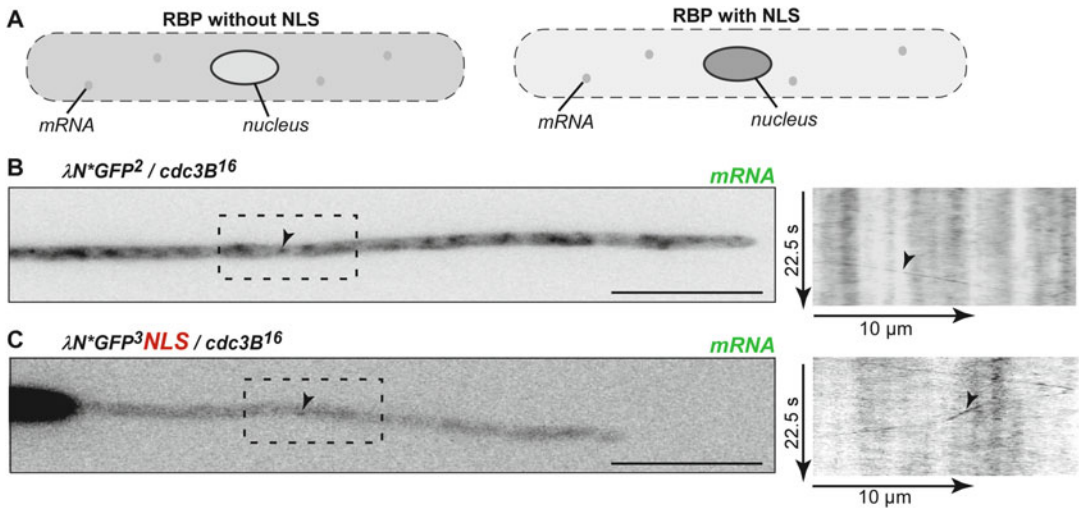 A
RBP without NLS
RBP with NLS
mRNA
nucleus
mRNA
nucleus
B
λN*GFP² / cdc3B¹⁶
mRNA
22.5 s
10 µm
C
λN*GFP³NLS / cdc3B¹⁶
mRNA
22.5 s
10 µm